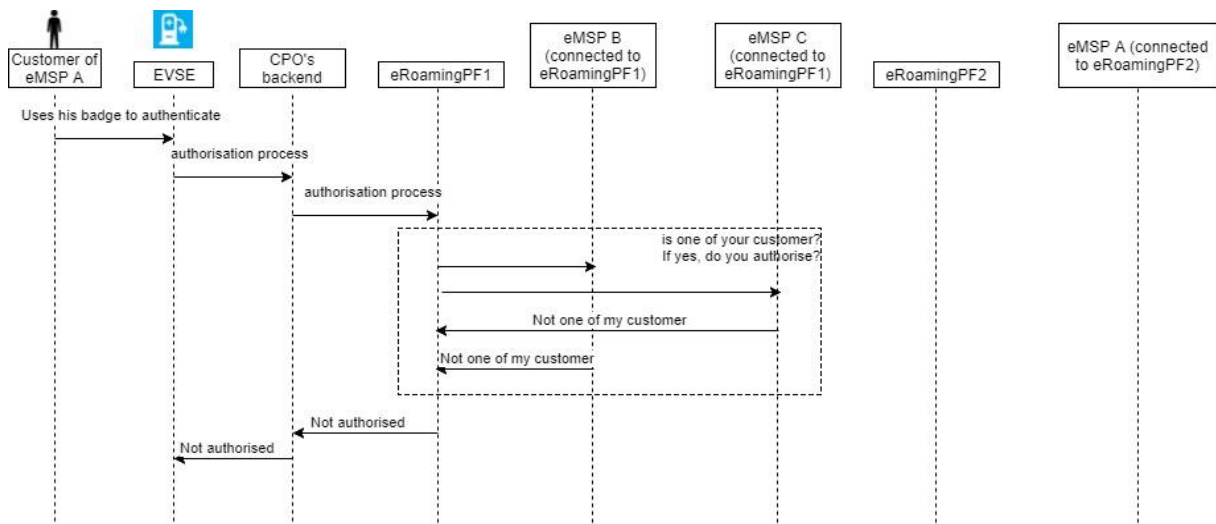 Customer of
eMSP A
EVSE
CPO's
backend
eRoamingPF1
eMSP B
(connected to
eRoamingPF1)
eMSP C
(connected to
eRoamingPF1)
eRoamingPF2
eMSP A (connected
to eRoamingPF2)
Uses his badge to authenticate
authorisation process
authorisation process
is one of your customer?
If yes, do you authorise?
Not one of my customer
Not one of my customer
Not authorised
Not authorised